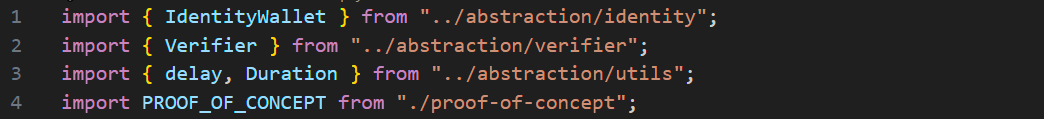 1 import { IdentityWallet } from "../abstraction/identity";
2 import { Verifier } from "../abstraction/verifier";
3 import { delay, Duration } from "../abstraction/utils";
4 import PROOF_OF_CONCEPT from "./proof-of-concept";